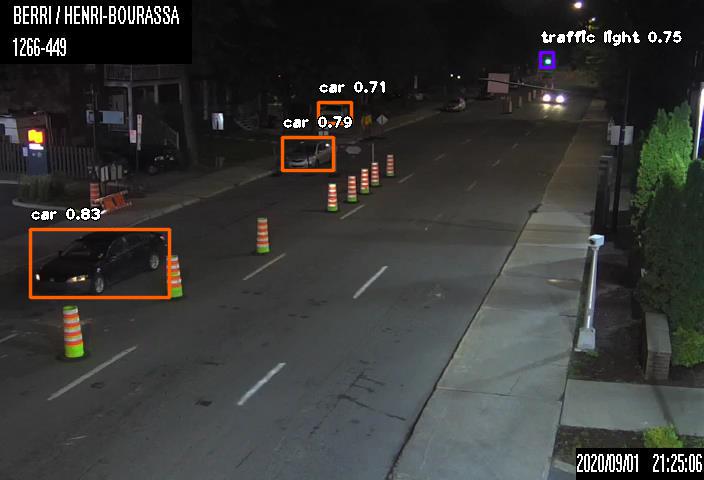 BERRI / HENRI-BOURASSA
1266-449
traffic light 0.75
car 0.71
car 0.79
car 0.83
2020/09/01 21:25:06